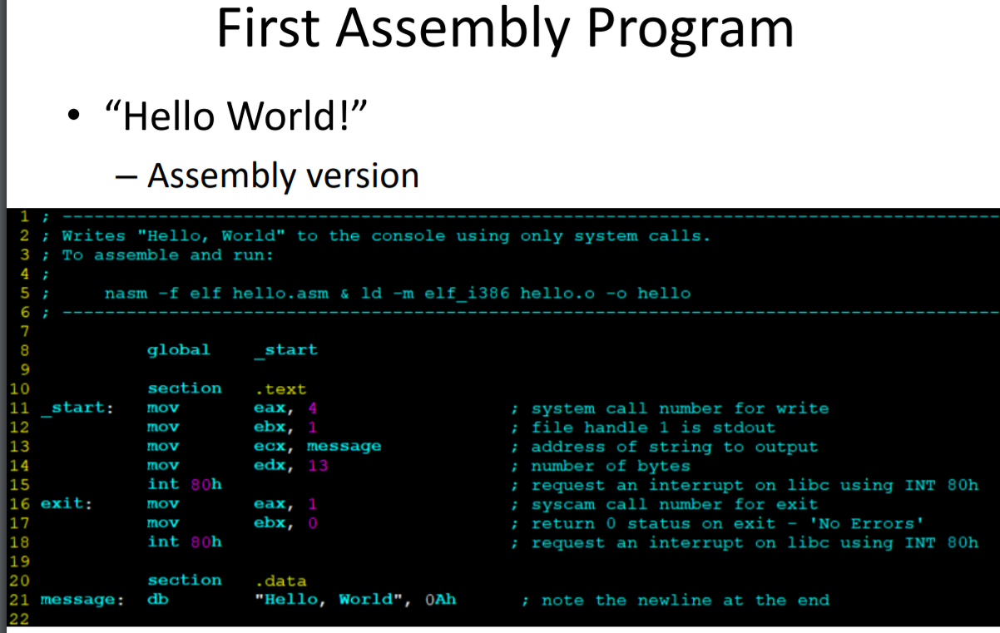 First Assembly Program
• “Hello World!”
– Assembly version
1 ; ----------------------------------------------------------------------------------------
2 ; Writes "Hello, World" to the console using only system calls.
3 ; To assemble and run:
4 ;
5 ;     nasm -f elf hello.asm & ld -m elf_i386 hello.o -o hello
6 ; ----------------------------------------------------------------------------------------
7
8           global    _start
9
10           section   .text
11 _start:   mov       eax, 4                  ; system call number for write
12           mov       ebx, 1                  ; file handle 1 is stdout
13           mov       ecx, message            ; address of string to output
14           mov       edx, 13                 ; number of bytes
15           int 80h                           ; request an interrupt on libc using INT 80h
16 exit:     mov       eax, 1                  ; syscam call number for exit
17           mov       ebx, 0                  ; return 0 status on exit - 'No Errors'
18           int 80h                           ; request an interrupt on libc using INT 80h
19
20           section   .data
21 message:  db        "Hello, World", 0Ah      ; note the newline at the end
22